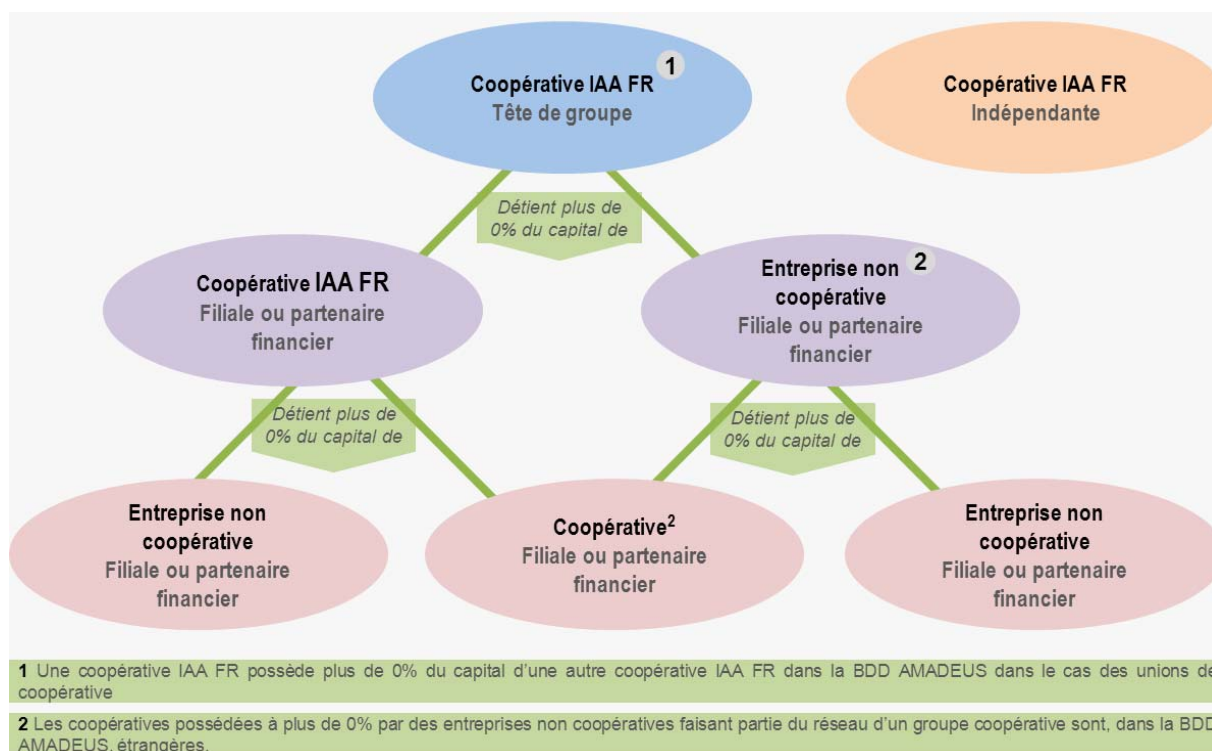 Coopérative IAA FR 1
Tête de groupe
Coopérative IAA FR
Indépendante
Détient plus de
0% du capital de
Coopérative IAA FR
Filiale ou partenaire
financier
Entreprise non 2
coopérative
Filiale ou partenaire
financier
Détient plus de
0% du capital de
Détient plus de
0% du capital de
Entreprise non
coopérative
Filiale ou partenaire
financier
Coopérative²
Filiale ou partenaire
financier
Entreprise non
coopérative
Filiale ou partenaire
financier
1 Une coopérative IAA FR possède plus de 0% du capital d'une autre coopérative IAA FR dans la BDD AMADEUS dans le cas des unions de
coopérative
2 Les coopératives possédées à plus de 0% par des entreprises non coopératives faisant partie du réseau d'un groupe coopérative sont, dans la BDD
AMADEUS, étrangères.